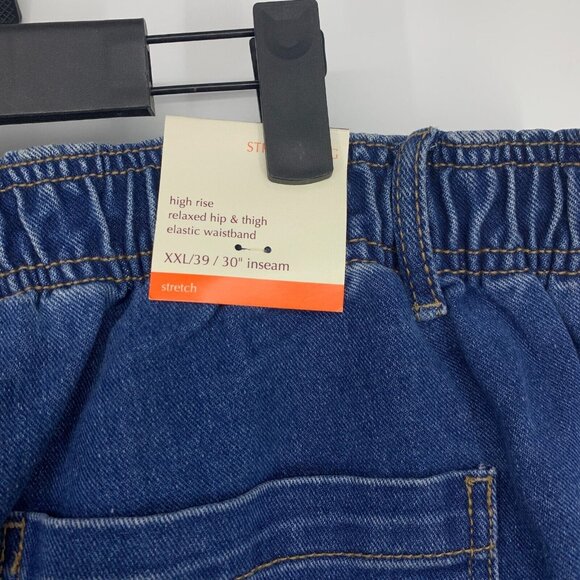 high rise
relaxed hip & thigh
elastic waistband
XXL/39 / 30" inseam
stretch